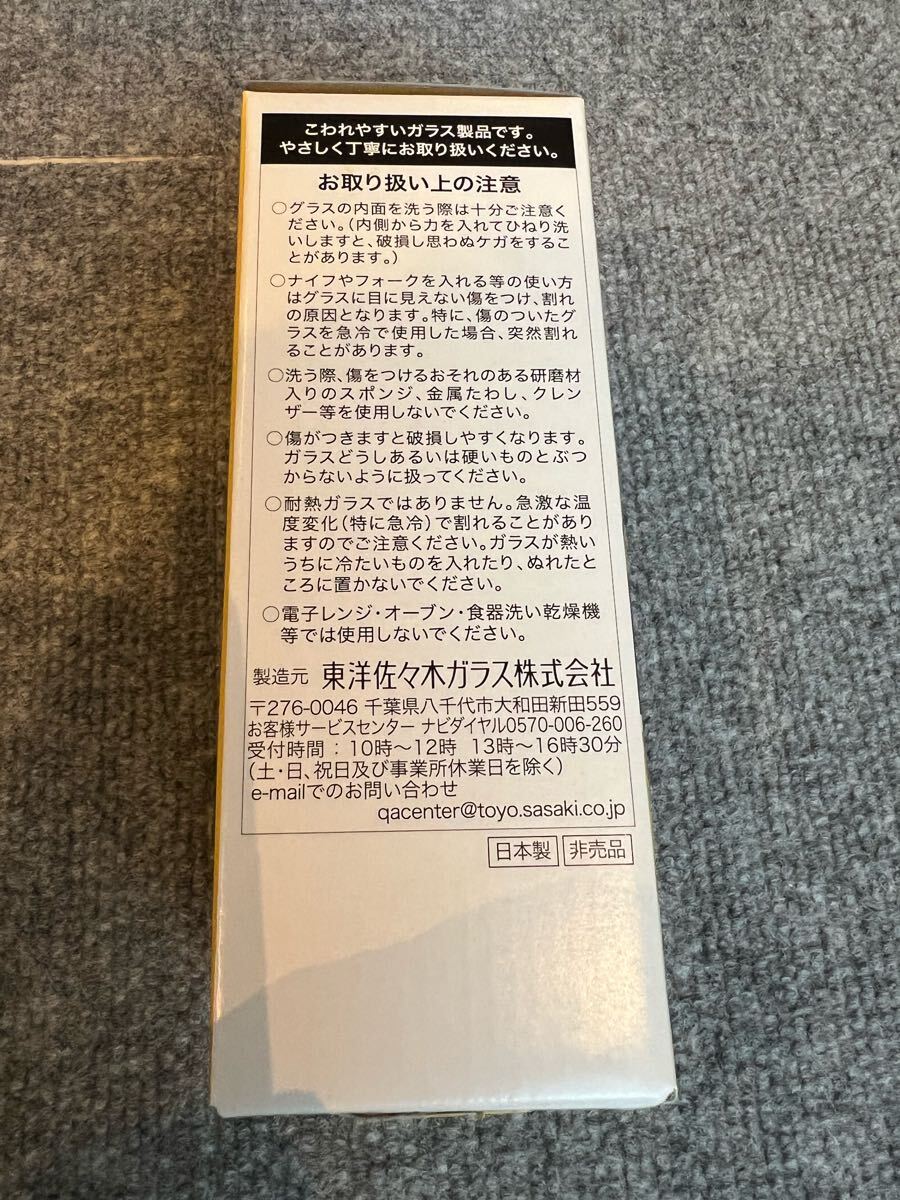 こわれやすいガラス製品です。
やさしく丁寧にお取り扱いください。
お取り扱い上の注意
○グラスの内面を洗う際は十分ご注意く
ださい。(内側から力を入れてひねり洗
いしますと、破損し思わぬケガをするこ
とがあります。)
○ナイフやフォークを入れる等の使い方
はグラスに目に見えない傷をつけ、割れ
の原因となります。特に、傷のついたグ
ラスを急冷で使用した場合、突然割れ
ることがあります。
○洗う際、傷をつけるおそれのある研磨材
入りのスポンジ、金属たわし、クレン
ザー等を使用しないでください。
○傷がつきますと破損しやすくなります。
ガラスどうしあるいは硬いものとぶつ
からないように扱ってください。
○耐熱ガラスではありません。急激な温
度変化(特に急冷)で割れることがあり
ますのでご注意ください。ガラスが熱い
うちに冷たいものを入れたり、ぬれたと
ころに置かないでください。
○電子レンジ・オーブン・食器洗い乾燥機
等では使用しないでください。
製造元 東洋佐々木ガラス株式会社
〒276-0046 千葉県八千代市大和田新田559
お客様サービスセンター ナビダイヤル0570-006-260
受付時間：10時〜12時 13時〜16時30分
(土・日、祝日及び事業所休業日を除く)
e-mailでのお問い合わせ
qacenter@toyo.sasaki.co.jp
日本製 非売品